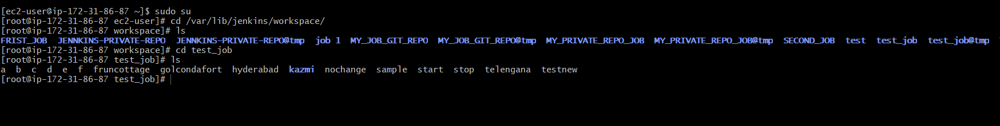 [ec2-user@ip-172-31-86-87 ~]$ sudo su
[root@ip-172-31-86-87 ec2-user]# cd /var/lib/jenkins/workspace/
[root@ip-172-31-86-87 workspace]# ls
FRIST_JOB  JENNKINS-PRIVATE-REPO  JENNKINS-PRIVATE-REPO@tmp  job 1  MY_JOB_GIT_REPO  MY_JOB_GIT_REPO@tmp  MY_PRIVATE_REPO_JOB  MY_PRIVATE_REPO_JOB@tmp  SECOND_JOB  test  test_job  test_job@tmp
[root@ip-172-31-86-87 workspace]# cd test_job
[root@ip-172-31-86-87 test_job]# ls
a  b  c  d  e  f  fruncottage  golcondafort  hyderabad  kazmi  nochange  sample  start  stop  telengana  testnew
[root@ip-172-31-86-87 test_job]#